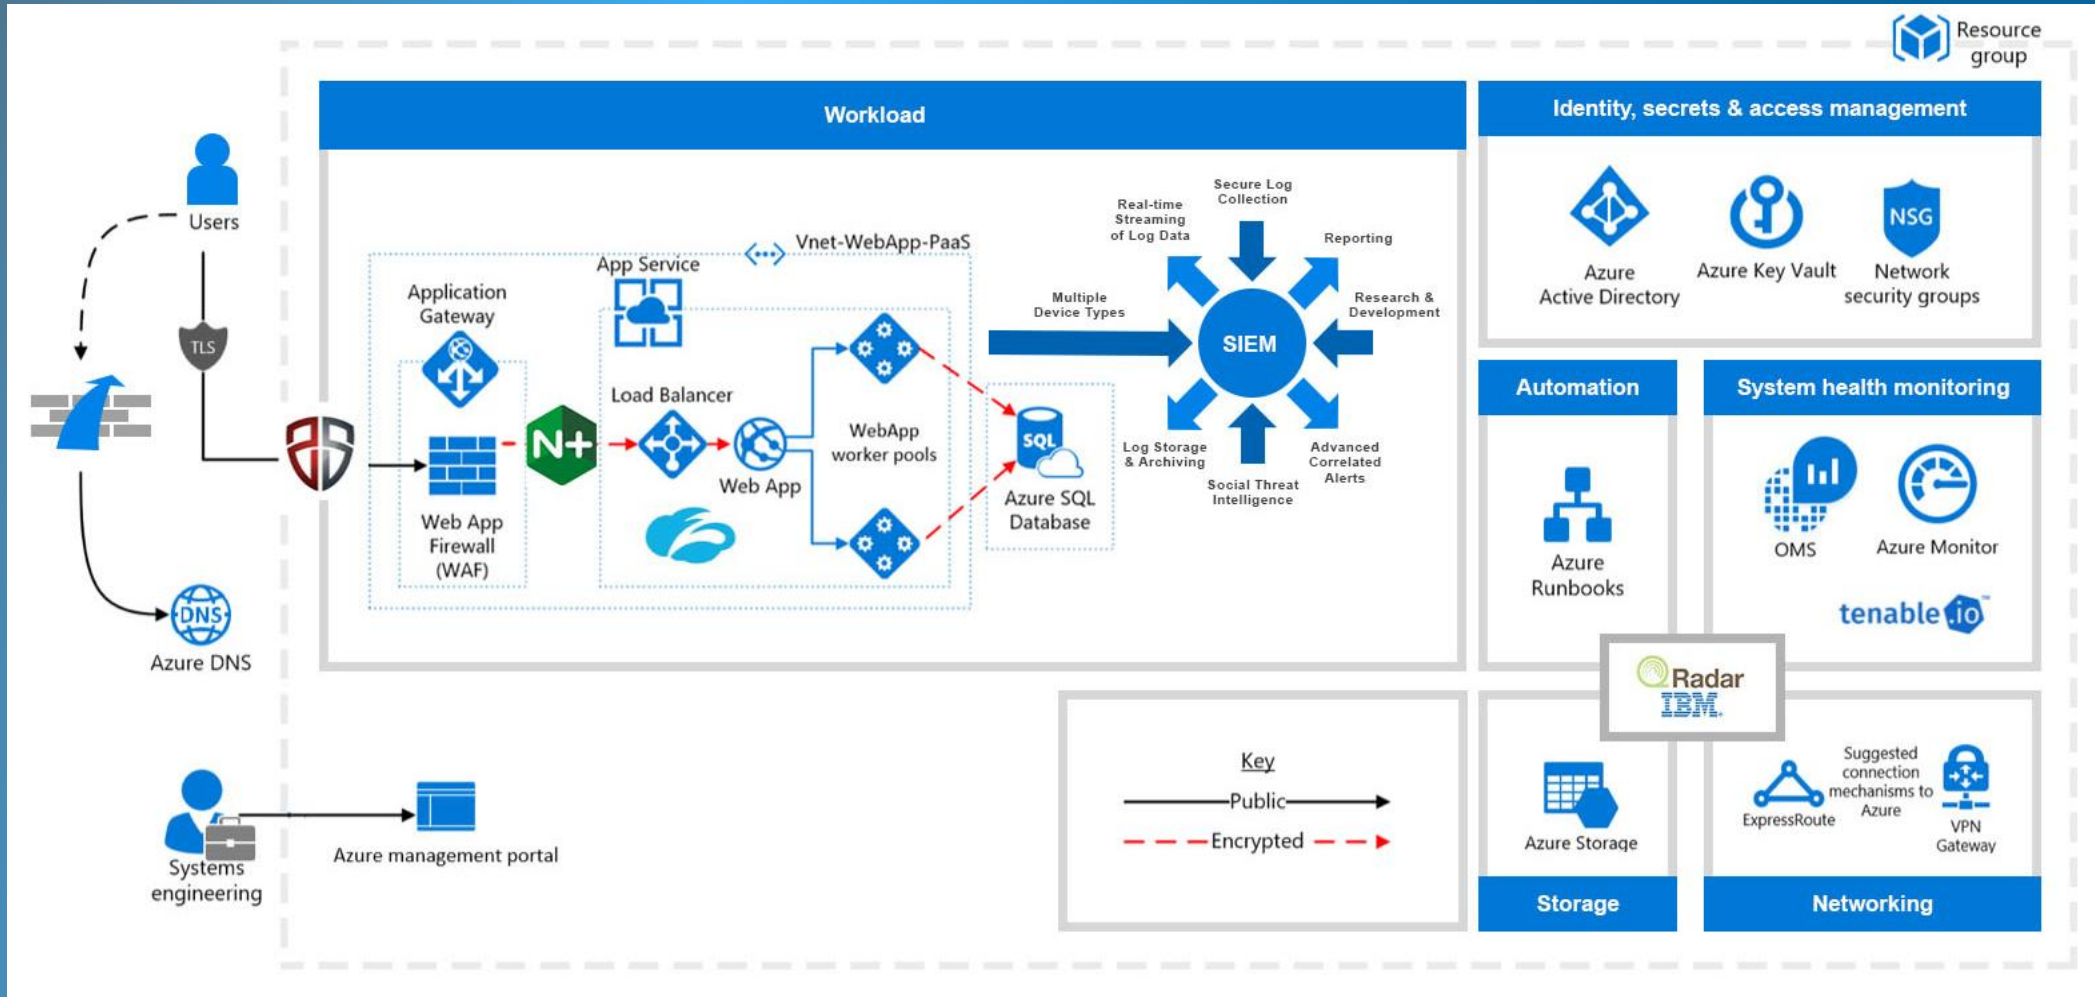 Resource
group
Workload
Identity, secrets & access management
Users
TLS
Azure DNS
DNS
Systems
engineering
Azure management portal
Vnet-WebApp-PaaS
Application
Gateway
Web App
Firewall
(WAF)
N+
App Service
Load Balancer
Web App
WebApp
worker pools
SQL
Azure SQL
Database
Secure Log
Collection
Real-time
Streaming
of Log Data
Reporting
Multiple
Device Types
Research &
Development
SIEM
Log Storage
& Archiving
Social Threat
Intelligence
Advanced
Correlated
Alerts
Azure
Active Directory
Azure Key Vault
NSG
Network
security groups
Automation
Azure
Runbooks
System health monitoring
OMS
Azure Monitor
tenable.io™
QRadar
IBM.
Key
Public
Encrypted
Azure Storage
Storage
ExpressRoute
Suggested
connection
mechanisms to
Azure
VPN
Gateway
Networking